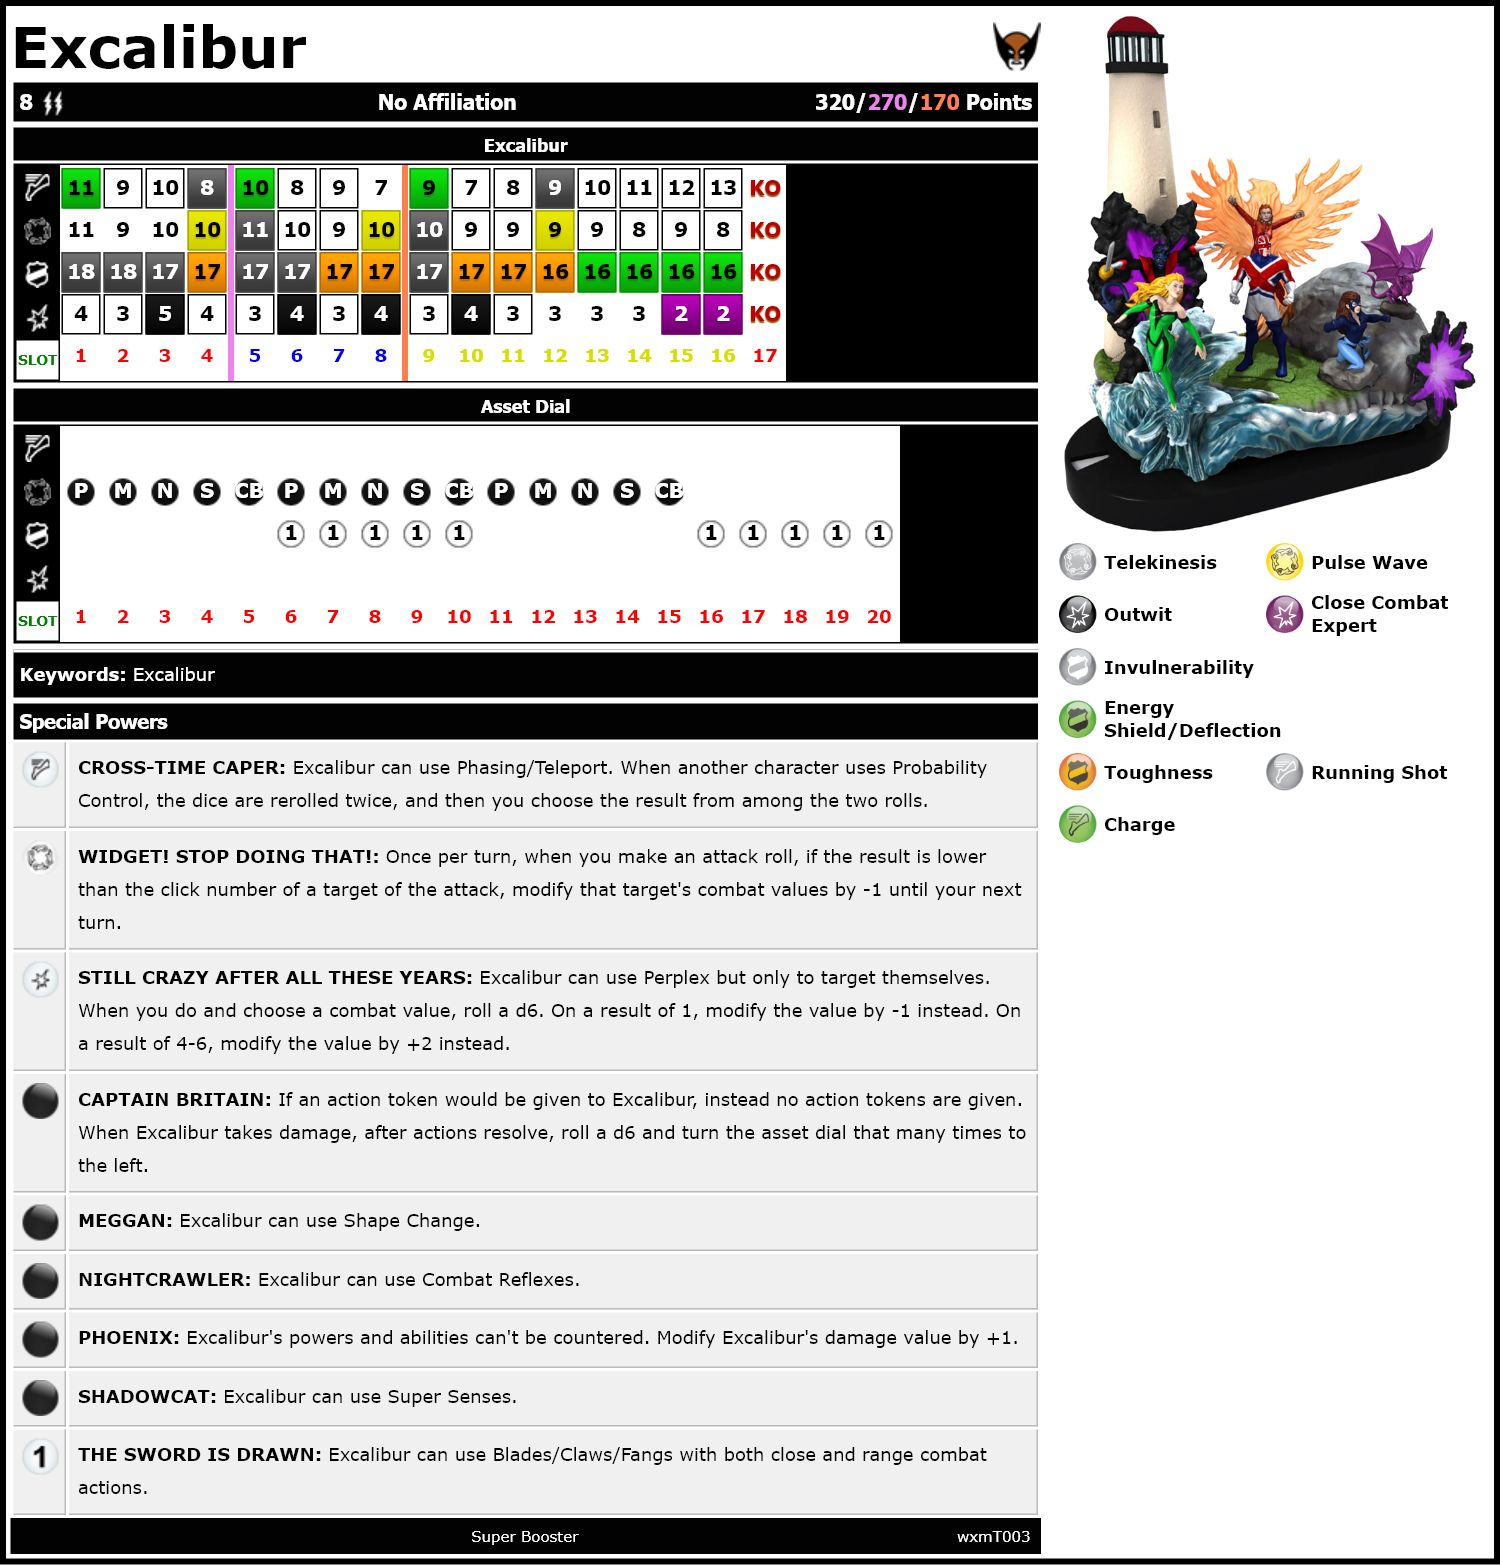 Excalibur
8 No Affiliation 320/270/170 Points
Excalibur
11 9 10 8 10 8 9 7 9 7 8 9 10 11 12 13 KO
11 9 10 10 11 10 9 10 10 9 9 9 9 8 9 8 KO
18 18 17 17 17 17 17 17 17 17 17 16 16 16 16 16 KO
4 3 5 4 3 4 3 4 3 4 3 3 3 3 2 2 KO
SLOT 1 2 3 4 5 6 7 8 9 10 11 12 13 14 15 16 17
Asset Dial
P M N S CB P M N S CB P M N S CB
1 1 1 1 1 1 1 1 1 1
SLOT 1 2 3 4 5 6 7 8 9 10 11 12 13 14 15 16 17 18 19 20
Keywords: Excalibur
Special Powers
CROSS-TIME CAPER: Excalibur can use Phasing/Teleport. When another character uses Probability
Control, the dice are rerolled twice, and then you choose the result from among the two rolls.
WIDGET! STOP DOING THAT!: Once per turn, when you make an attack roll, if the result is lower
than the click number of a target of the attack, modify that target's combat values by -1 until your next
turn.
STILL CRAZY AFTER ALL THESE YEARS: Excalibur can use Perplex but only to target themselves.
When you do and choose a combat value, roll a d6. On a result of 1, modify the value by -1 instead. On
a result of 4-6, modify the value by +2 instead.
CAPTAIN BRITAIN: If an action token would be given to Excalibur, instead no action tokens are given.
When Excalibur takes damage, after actions resolve, roll a d6 and turn the asset dial that many times to
the left.
MEGGAN: Excalibur can use Shape Change.
NIGHTCRAWLER: Excalibur can use Combat Reflexes.
PHOENIX: Excalibur's powers and abilities can't be countered. Modify Excalibur's damage value by +1.
SHADOWCAT: Excalibur can use Super Senses.
1 THE SWORD IS DRAWN: Excalibur can use Blades/Claws/Fangs with both close and range combat
actions.
Super Booster wxmT003
Telekinesis Pulse Wave
Outwit Close Combat
Expert
Invulnerability
Energy
Shield/Deflection
Toughness Running Shot
Charge